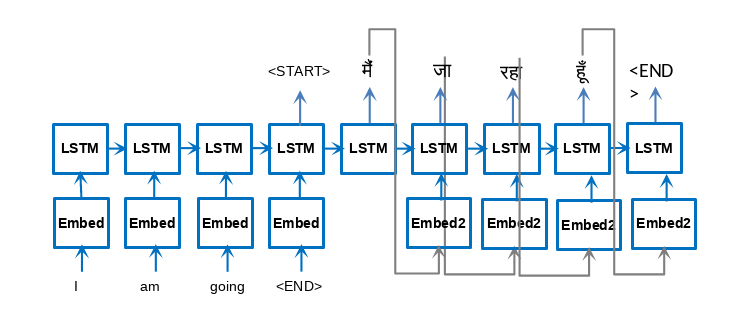 <START> मैं जा रहा हूँ <END
>
LSTM LSTM LSTM LSTM LSTM LSTM LSTM LSTM LSTM
Embed Embed Embed Embed Embed2 Embed2 Embed2 Embed2
I am going <END>